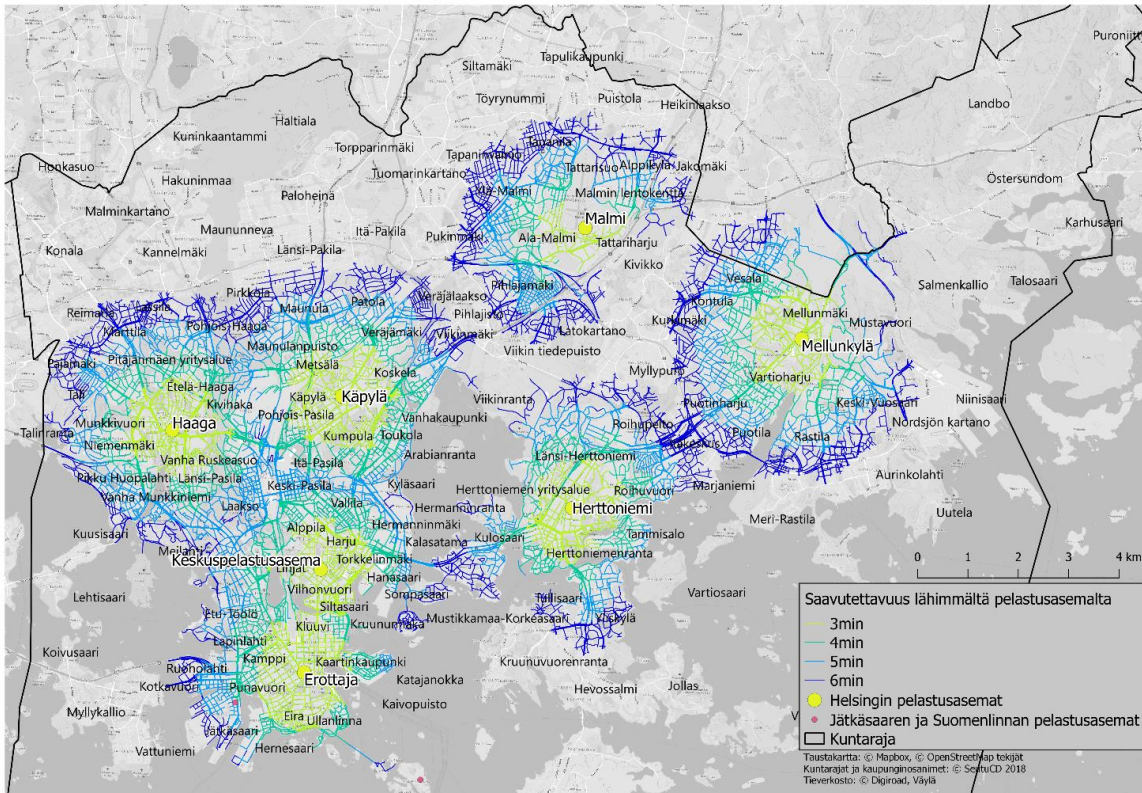 Puroniitt
Tapulikaupunki
Siltamäki
Töyrynummi
Puistola
Heikinlaakso
Landbo
Haltiala
Kuninkaantammi
Torpparinmäki
Honkasuo
Hakuninmaa
Paloheinä
Tapaninvainio
Tapanila
Tuomarinkartano
Tattarisuo
Alppikylä
Jakomäki
Östersundom
Malminkartano
Ylä-Malmi
Malmin lentokenttä
Karhusaari
Maununneva
Itä-Pakila
Pukinmäki
Malmi
Konala
Kannelmäki
Länsi-Pakila
Ala-Malmi
Tattariharju
Kivikko
Talosaari
Salmenkallio
Vesala
Pirkkola
Maunula
Patola
Veräjälaakso
Pihlajamäki
Kontula
Reimarla
Lassila
Pihlajisto
Mellunmäki
Marttila
Pohjois-Haaga
Veräjämäki
Viikinmäki
Latokartano
Kurkimäki
Mustavuori
Maunulanpuisto
Mellunkylä
Pitäjänmäen yritysalue
Metsälä
Koskela
Viikin tiedepuisto
Pajamäki
Myllypuro
Vartioharju
Etelä-Haaga
Käpylä
Käpylä
Tali
Kivihaka
Viikinranta
Niinisaari
Pohjois-Pasila
Vanhakaupunki
Puotinharju
Keski-Vuosaari
Munkkivuori
Haaga
Roihupelto
Nordsjön kartano
Talinranta
Kumpula
Toukola
Puotila
Rastila
Niemenmäki
Itäkeskus
Vanha Ruskeasuo
Arabianranta
Länsi-Herttoniemi
Itä-Pasila
Aurinkolahti
Pikku Huopalahti
Länsi-Pasila
Keski-Pasila
Kyläsaari
Marjaniemi
Herttoniemen yritysalue
Roihuvuori
Vanha Munkkiniemi
Laakso
Vallila
Hermanninranta
Herttoniemi
Uutela
Kuusisaari
Alppila
Hermanninmäki
Meri-Rastila
Harju
Kalasatama
Kulosaari
Tammisalo
Meilahti
Torkkelinmäki
Herttoniemenranta
Keskuspelastusasema
Linjat
Hanasaari
Vilhonvuori
Sompasaari
Lehtisaari
Siltasaari
Tullisaari
Vartiosaari
Etu-Töölö
Kluuvi
Kruununhaka
Mustikkamaa-Korkeasaari
Yliskylä
Lapinlahti
Koivusaari
Kamppi
Kaartinkaupunki
Kruunuvuorenranta
Ruoholahti
Erottaja
Katajanokka
Hevossalmi
Jollas
Kotkavuori
Punavuori
Kaivopuisto
Myllykallio
Eira
Ullanlinna
Jätkäsaari
Vattuniemi
Hernesaari
0 1 2 3 4 km
Saavutettavuus lähimmältä pelastusasemalta
3min
4min
5min
6min
Helsingin pelastusasemat
Jätkäsaaren ja Suomenlinnan pelastusasemat
Kuntaraja
Taustakartta: © Mapbox, © OpenStreetMap tekijät
Kuntarajat ja kaupunginosanimet: © SeutuCD 2018
Tieverkosto: © Digiroad, Väylä